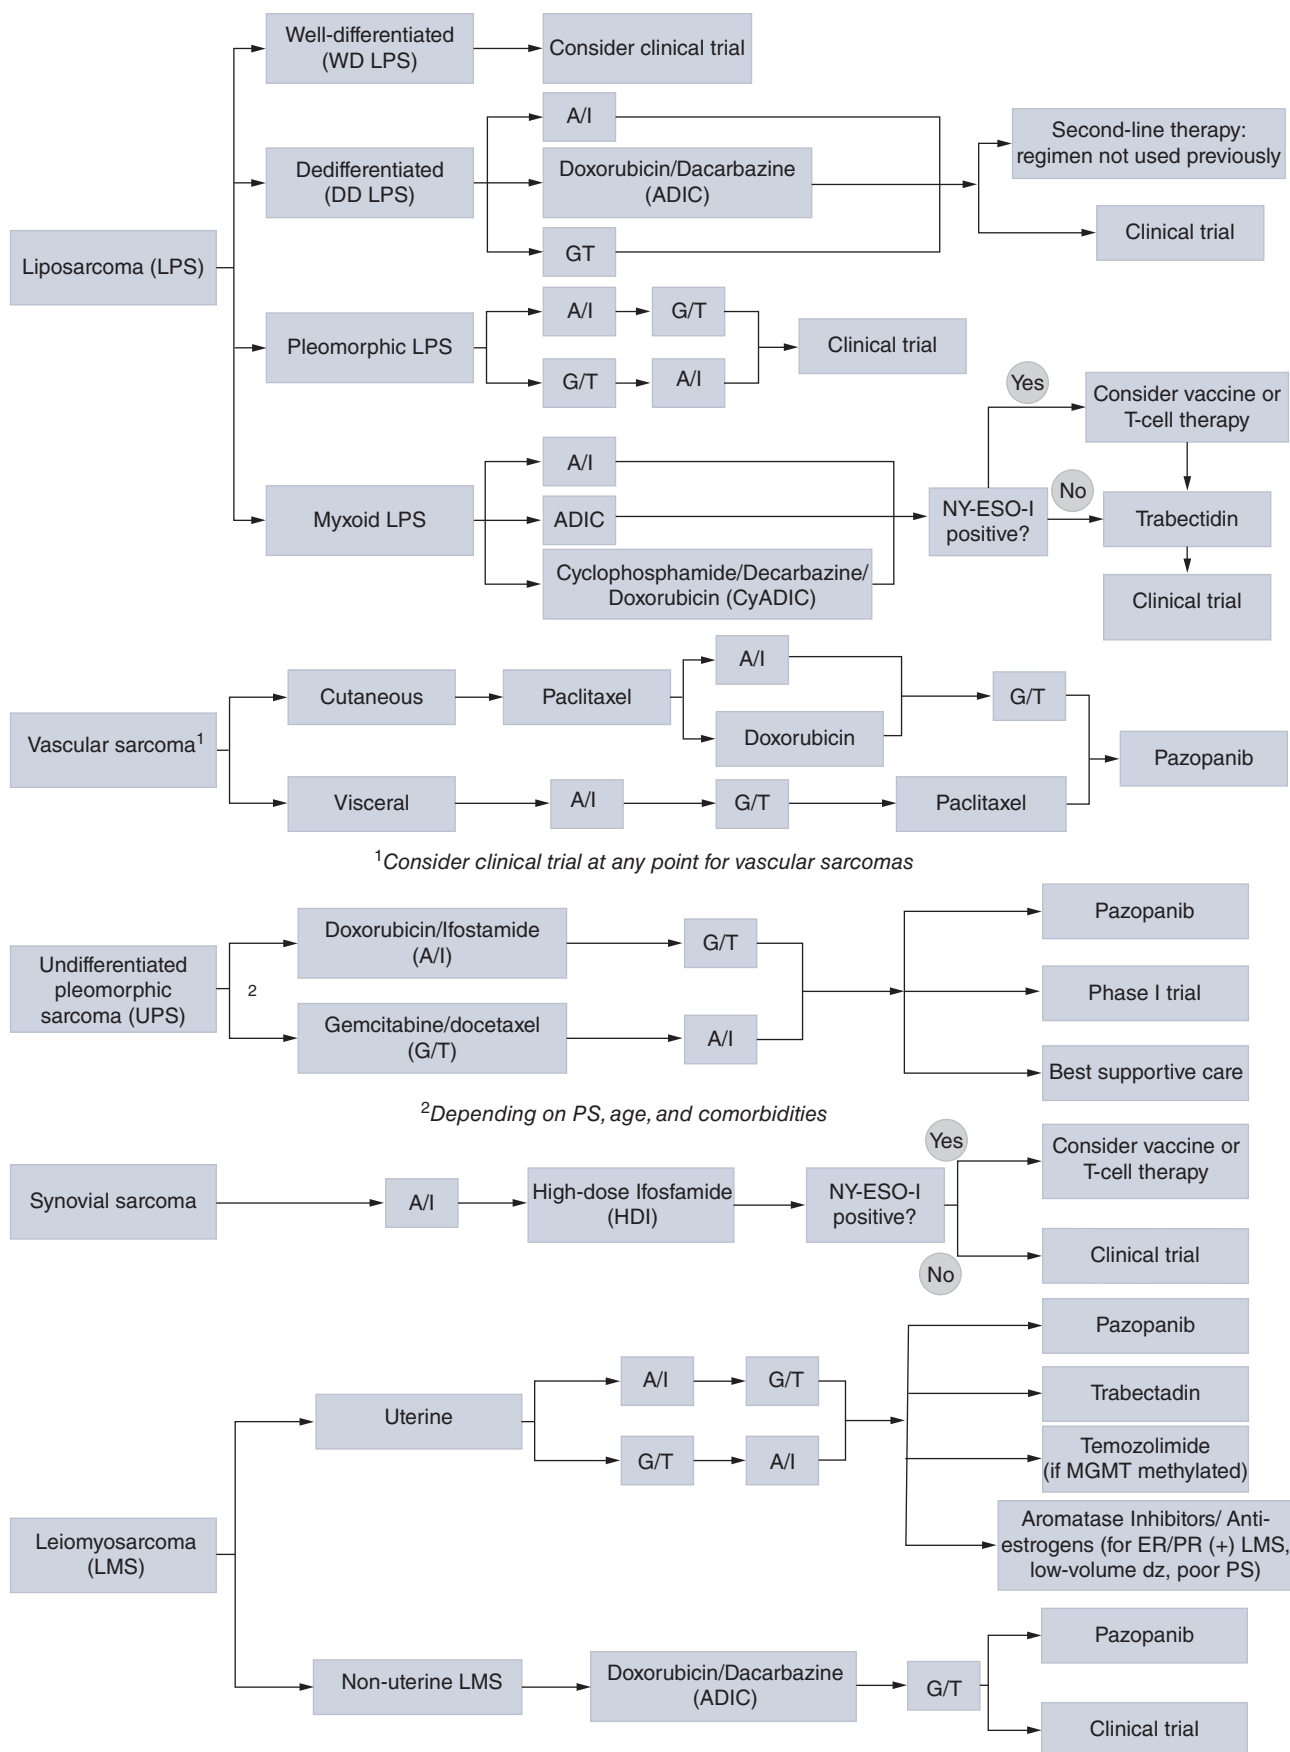 Well-differentiated
(WD LPS)
Consider clinical trial
A/I
Second-line therapy:
regimen not used previously
Dedifferentiated
(DD LPS)
Doxorubicin/Dacarbazine
(ADIC)
Clinical trial
GT
Liposarcoma (LPS)
A/I
G/T
Pleomorphic LPS
Clinical trial
G/T
A/I
Yes
Consider vaccine or
T-cell therapy
A/I
Myxoid LPS
ADIC
NY-ESO-I
positive?
No
Trabectidin
Cyclophosphamide/Decarbazine/
Doxorubicin (CyADIC)
Clinical trial
A/I
Cutaneous
Paclitaxel
G/T
Doxorubicin
Vascular sarcoma1
Pazopanib
Visceral
A/I
G/T
Paclitaxel
1Consider clinical trial at any point for vascular sarcomas
Pazopanib
Doxorubicin/Ifostamide
(A/I)
G/T
Undifferentiated
pleomorphic
sarcoma (UPS)
2
Phase I trial
Gemcitabine/docetaxel
(G/T)
A/I
Best supportive care
2Depending on PS, age, and comorbidities
Yes
Consider vaccine or
T-cell therapy
Synovial sarcoma
A/I
High-dose Ifosfamide
(HDI)
NY-ESO-I
positive?
No
Clinical trial
Pazopanib
A/I
G/T
Trabectadin
Uterine
G/T
A/I
Temozolimide
(if MGMT methylated)
Aromatase Inhibitors/ Anti-
estrogens (for ER/PR (+) LMS,
low-volume dz, poor PS)
Leiomyosarcoma
(LMS)
Pazopanib
Non-uterine LMS
Doxorubicin/Dacarbazine
(ADIC)
G/T
Clinical trial